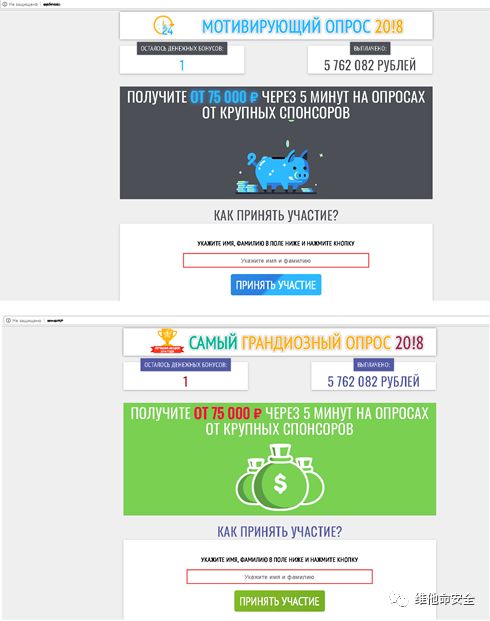 Не защищено
МОТИВИРУЮЩИЙ ОПРОС 20!8
24
ОСТАЛОСЬ ДЕНЕЖНЫХ БОНУСОВ:
1
ВЫПЛАЧЕНО:
5 762 082 РУБЛЕЙ
ПОЛУЧИТЕ ОТ 75 000 ₽ ЧЕРЕЗ 5 МИНУТ НА ОПРОСАХ
ОТ КРУПНЫХ СПОНСОРОВ
КАК ПРИНЯТЬ УЧАСТИЕ?
УКАЖИТЕ ИМЯ, ФАМИЛИЮ В ПОЛЕ НИЖЕ И НАЖМИТЕ КНОПКУ
Укажите имя и фамилию
ПРИНЯТЬ УЧАСТИЕ
Не защищено
САМЫЙ ГРАНДИОЗНЫЙ ОПРОС 20!8
ОСТАЛОСЬ ДЕНЕЖНЫХ БОНУСОВ:
1
ВЫПЛАЧЕНО:
5 762 082 РУБЛЕЙ
ПОЛУЧИТЕ ОТ 75 000 ₽ ЧЕРЕЗ 5 МИНУТ НА ОПРОСАХ
ОТ КРУПНЫХ СПОНСОРОВ
$
КАК ПРИНЯТЬ УЧАСТИЕ?
УКАЖИТЕ ИМЯ, ФАМИЛИЮ В ПОЛЕ НИЖЕ И НАЖМИТЕ КНОПКУ
Укажите имя и фамилию
ПРИНЯТЬ УЧАСТИЕ
维他命安全